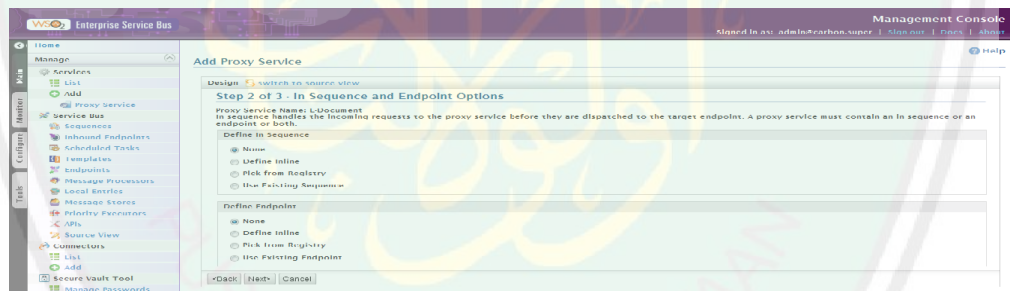 WSO2 Enterprise Service Bus
Management Console
Signed in as: admin@carbon.super | Sign-out | Docs | About
Home
Help
Manage
Add Proxy Service
Services
List
Add
Proxy Service
Service Bus
Sequences
Inbound Endpoints
Scheduled Tasks
Templates
Endpoints
Message Processors
Local Entries
Message Stores
Priority Executors
APIs
Source View
Connectors
List
Add
Secure Vault Tool
Manage Passwords
Main
Monitor
Configure
Tools
Design switch to source view
Step 2 of 3 - In Sequence and Endpoint Options
Proxy Service Name: L-Document
In sequence handles the incoming requests to the proxy service before they are dispatched to the target endpoint. A proxy service must contain an in sequence or an
endpoint or both.
Define In Sequence
None
Define Inline
Pick from Registry
Use Existing Sequence
Define Endpoint
None
Define Inline
Pick from Registry
Use Existing Endpoint
<Back Next> Cancel